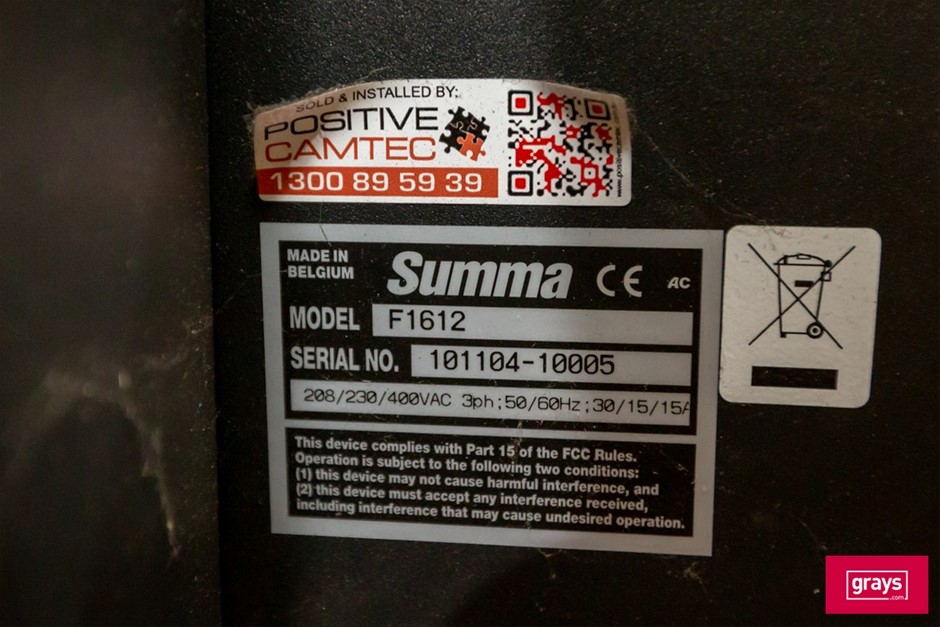 SOLD & INSTALLED BY:
POSITIVE
CAMTEC
1300 89 59 39
MADE IN
BELGIUM
Summa CE AC
MODEL F1612
SERIAL NO. 101104-10005
208/230/400VAC 3ph;50/60Hz;30/15/15A
This device complies with Part 15 of the FCC Rules.
Operation is subject to the following two conditions:
(1) this device may not cause harmful interference, and
(2) this device must accept any interference received,
including interference that may cause undesired operation.
grays
.com